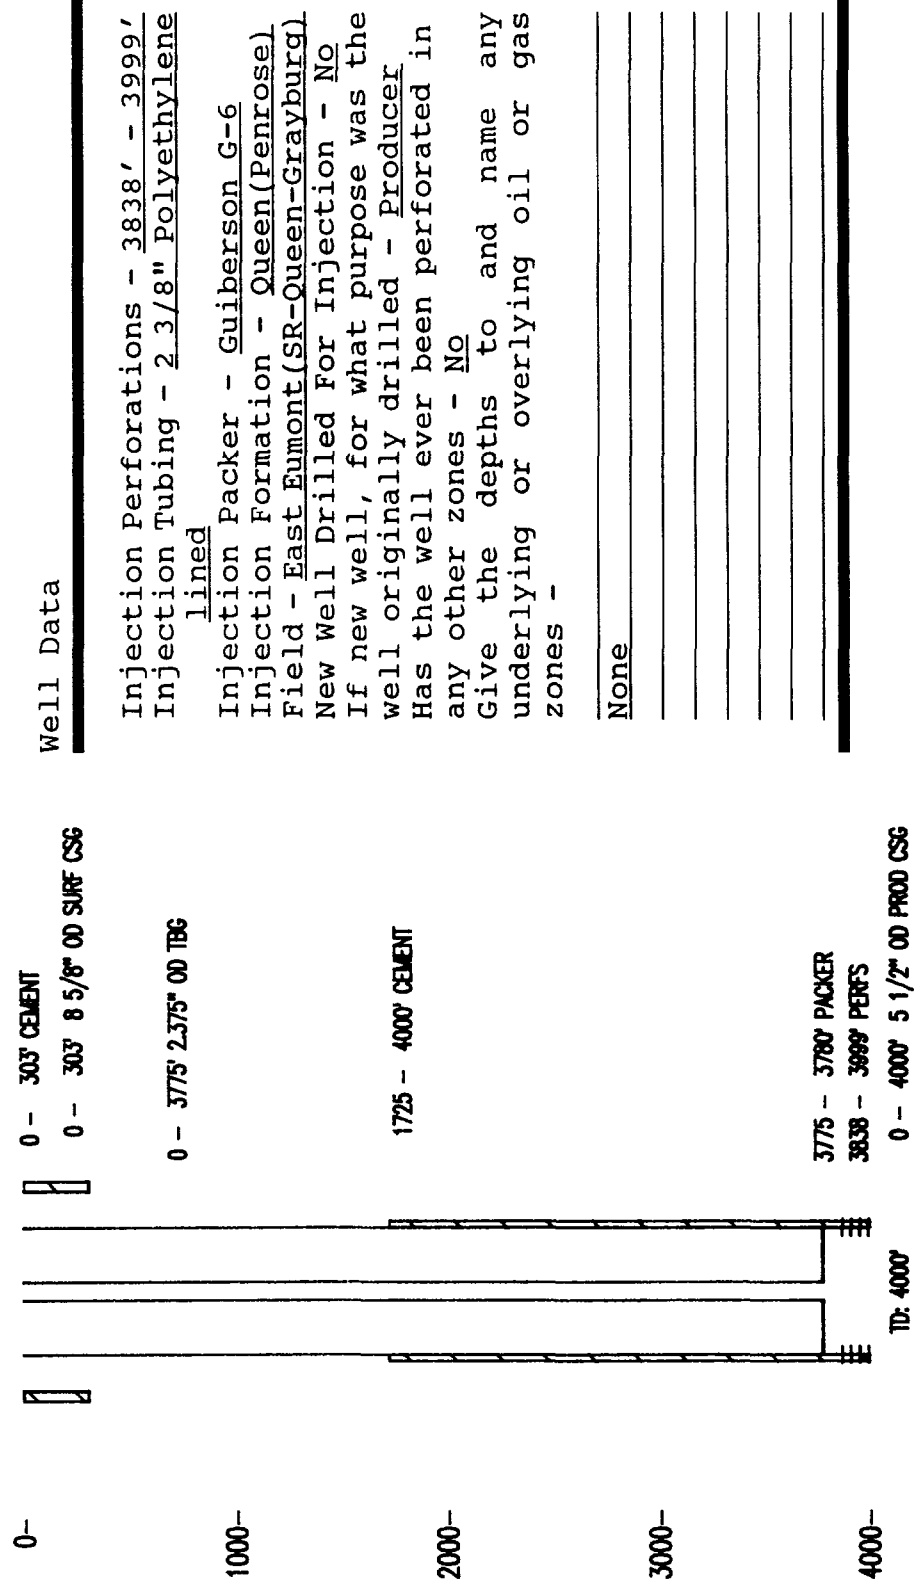 Well Data
Injection Perforations - 3838' - 3999'
Injection Tubing - 2 3/8" Polyethylene
lined
Injection Packer - Guiberson G-6
Injection Formation - Queen(Penrose)
Field - East Eumont(SR-Queen-Grayburg)
New Well Drilled For Injection - No
If new well, for what purpose was the
well originally drilled - Producer
Has the well ever been perforated in
any other zones - No
Give the depths to and name any
underlying or overlying oil or gas
zones -
None
0 - 303' CEMENT
0 - 303' 8 5/8" OD SURF CSG
0 - 3775' 2.375" OD TBG
1725 - 4000' CEMENT
3775 - 3780' PACKER
3838 - 3999' PERFS
0 - 4000' 5 1/2" OD PROD CSG
TD: 4000'
0-
1000-
2000-
3000-
4000-